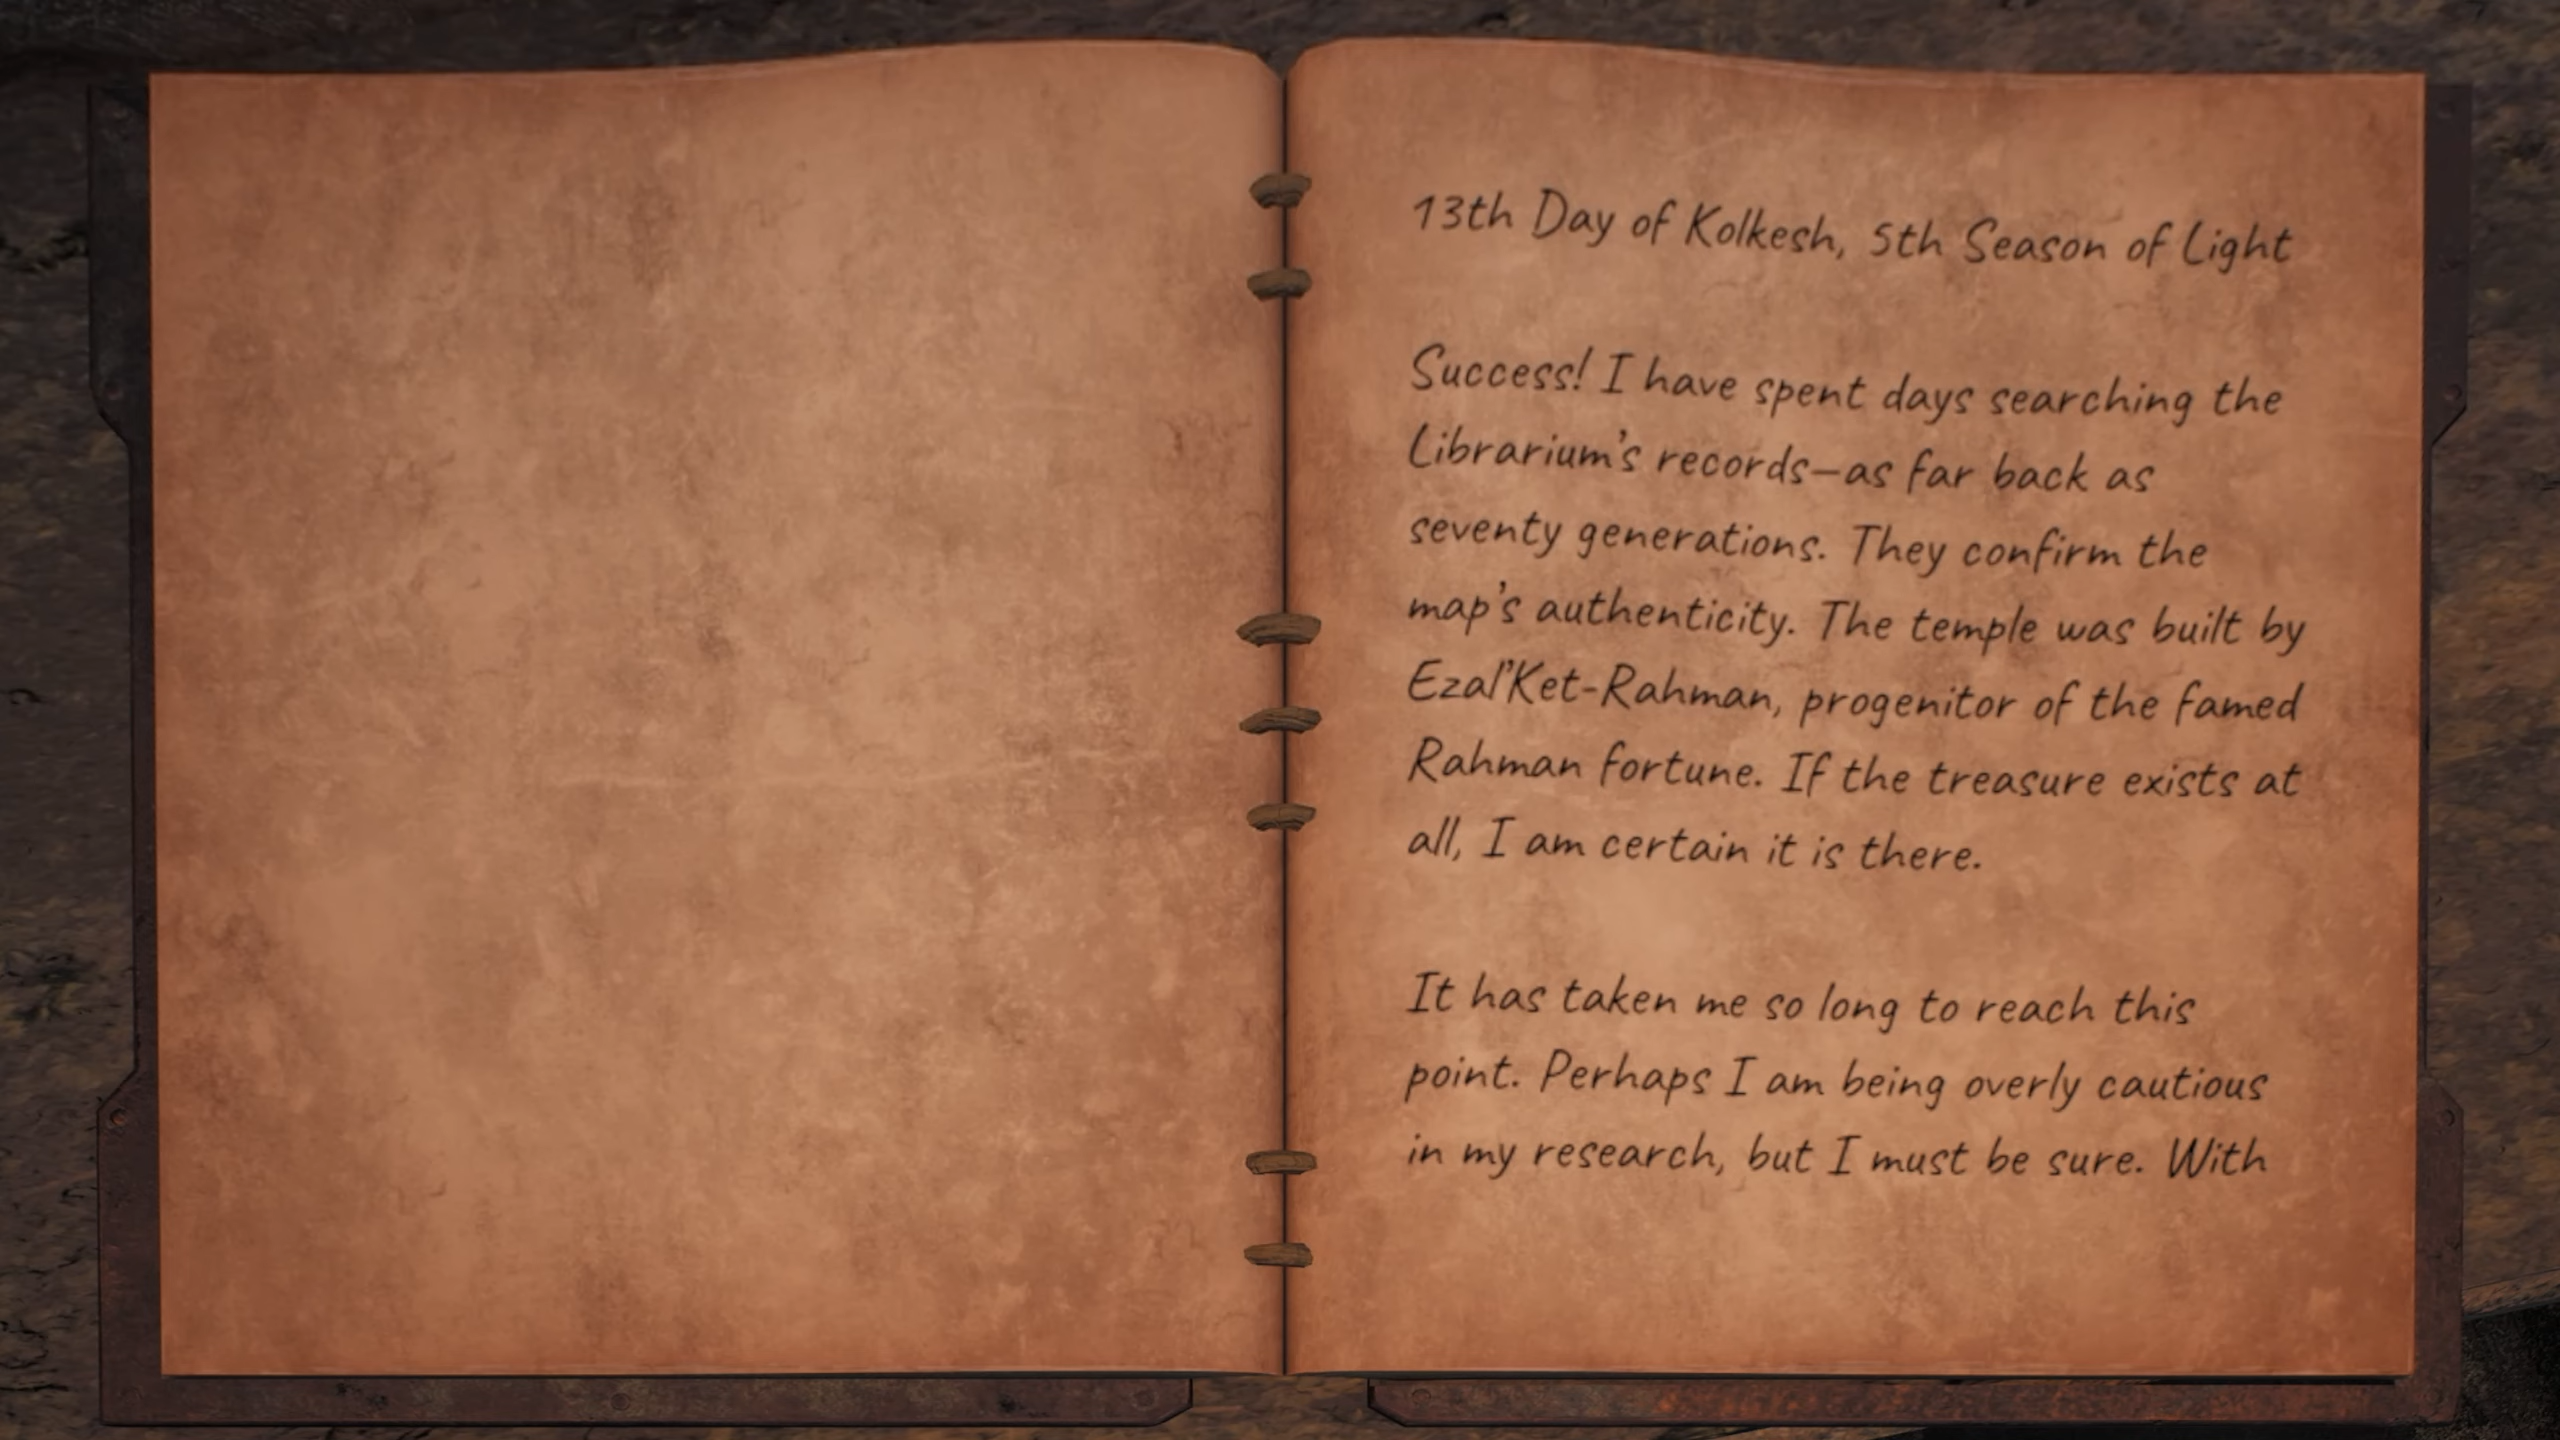 13th Day of Kolkesh, 5th Season of Light
Success! I have spent days searching the
Librarium's records—as far back as
seventy generations. They confirm the
map's authenticity. The temple was built by
Ezal'Ket-Rahman, progenitor of the famed
Rahman fortune. If the treasure exists at
all, I am certain it is there.
It has taken me so long to reach this
point. Perhaps I am being overly cautious
in my research, but I must be sure. With